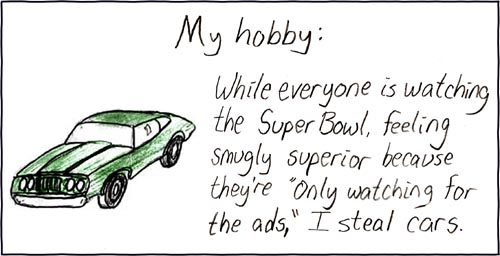 My hobby:
While everyone is watching
the Super Bowl, feeling
smugly superior because
they're "Only watching for
the ads," I steal cars.